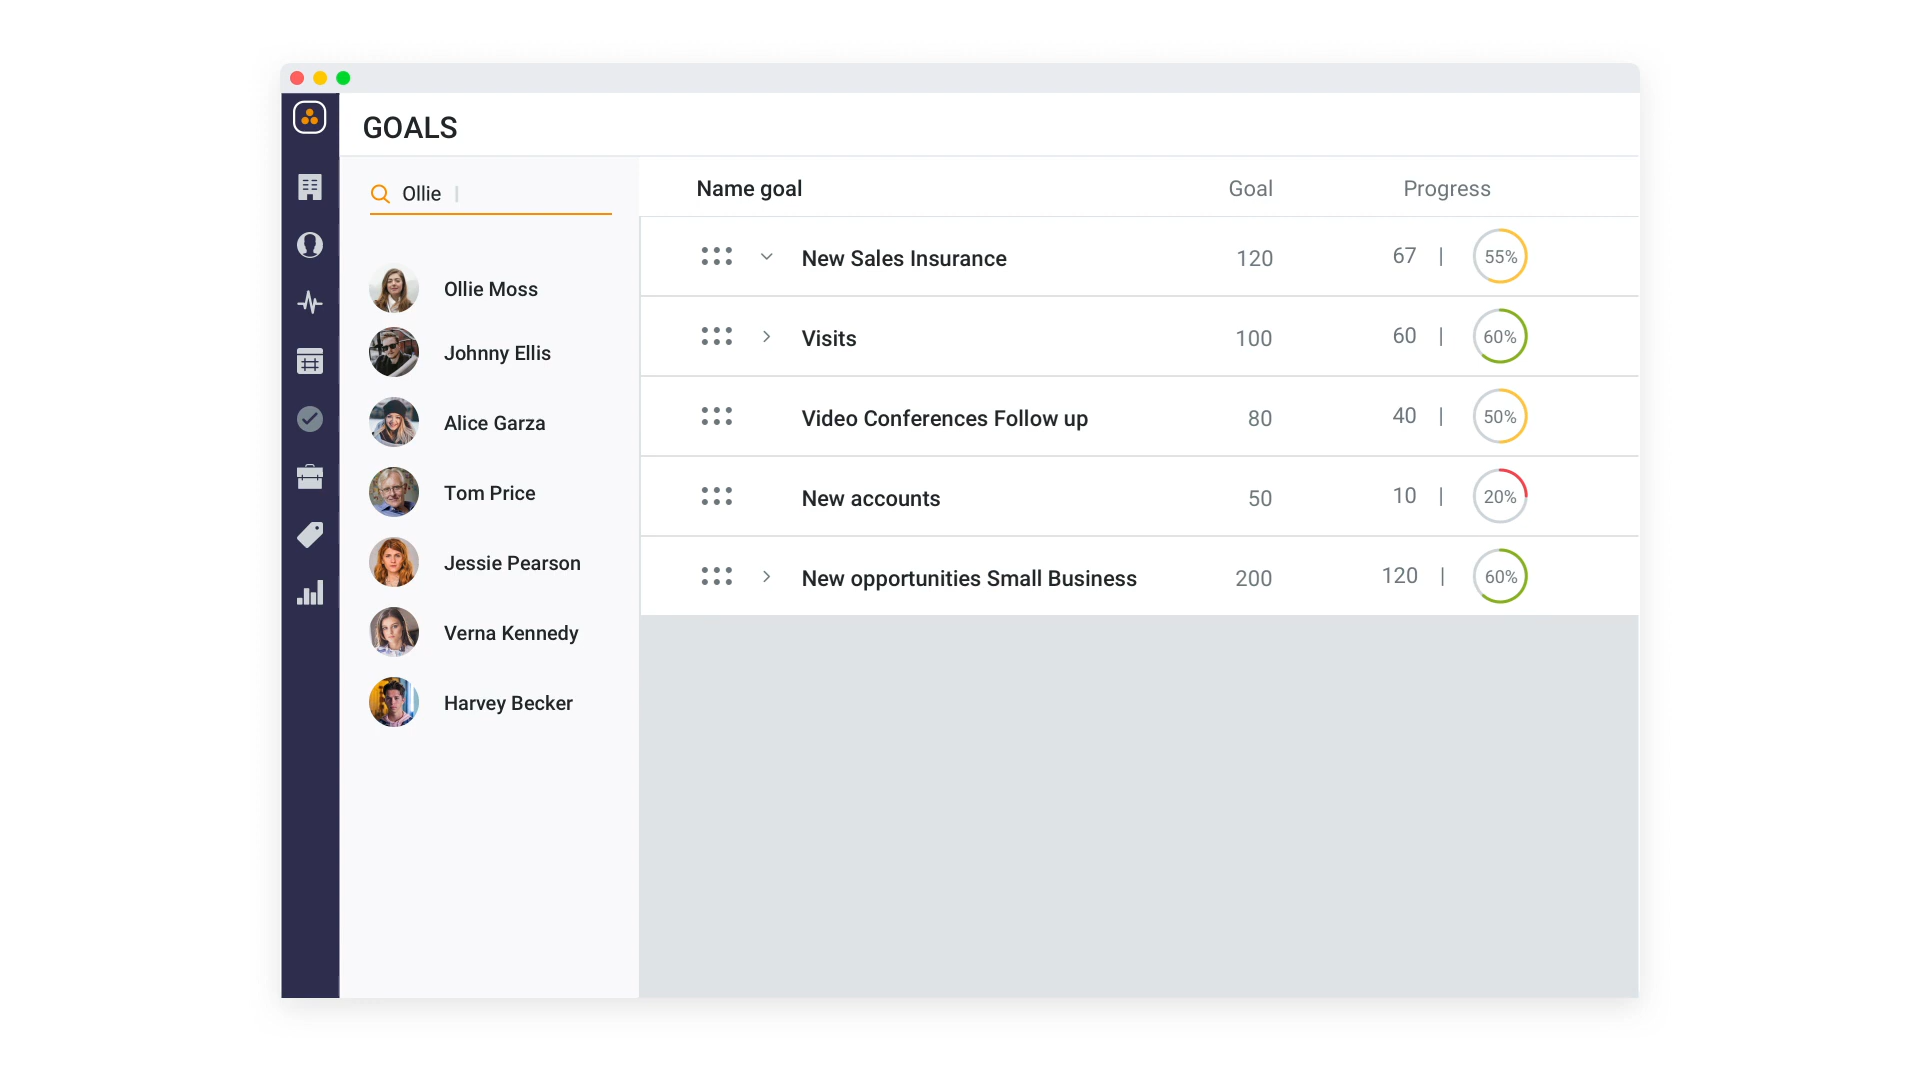 GOALS
Ollie
Ollie Moss
Johnny Ellis
Alice Garza
Tom Price
Jessie Pearson
Verna Kennedy
Harvey Becker
Name goal Goal Progress
New Sales Insurance 120 67 | 55%
Visits 100 60 | 60%
Video Conferences Follow up 80 40 | 50%
New accounts 50 10 | 20%
New opportunities Small Business 200 120 | 60%